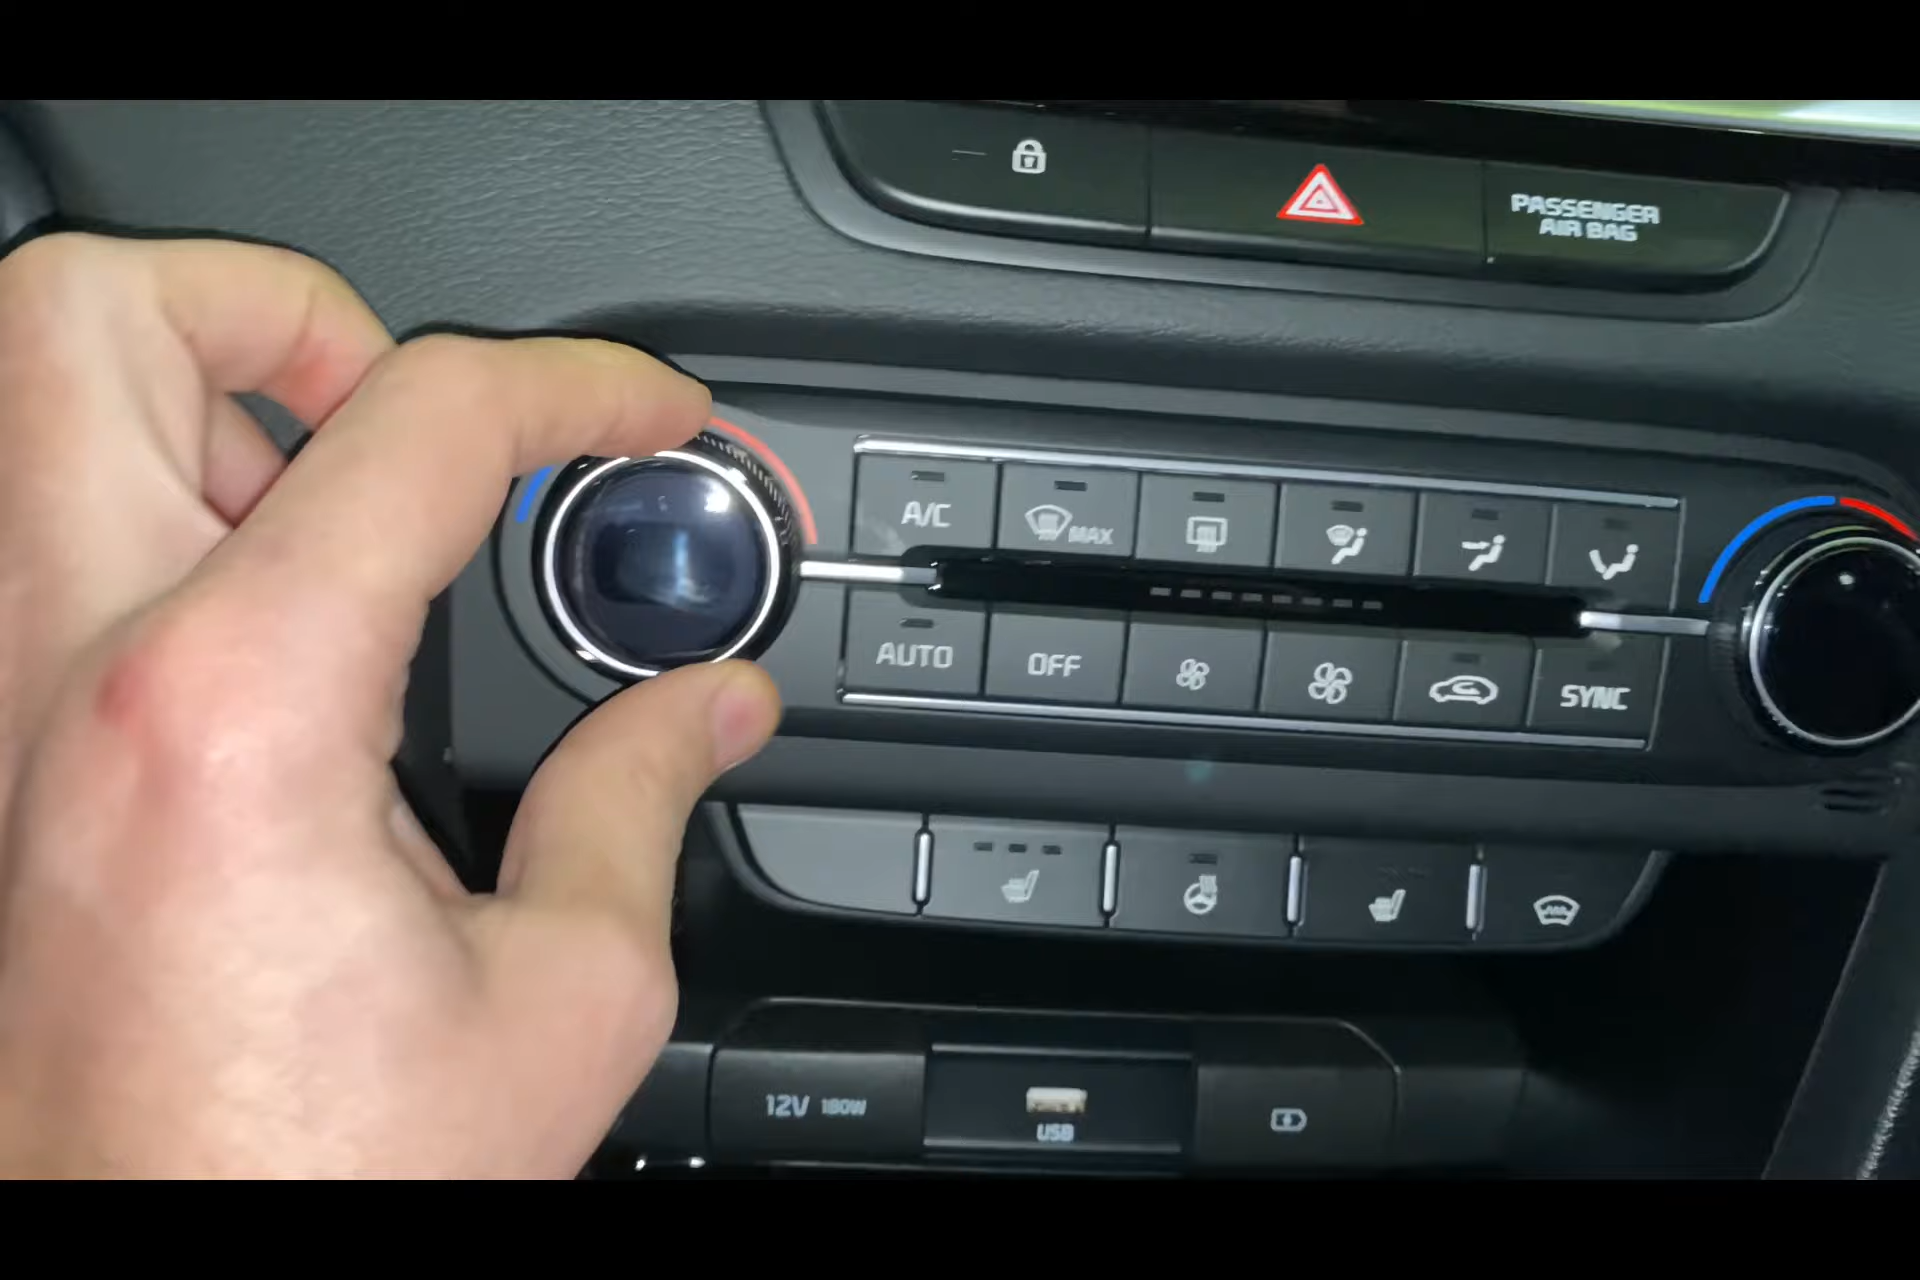 PASSENGER
AIR BAG
A/C
MAX
AUTO
OFF
SYNC
12V 180W
USB